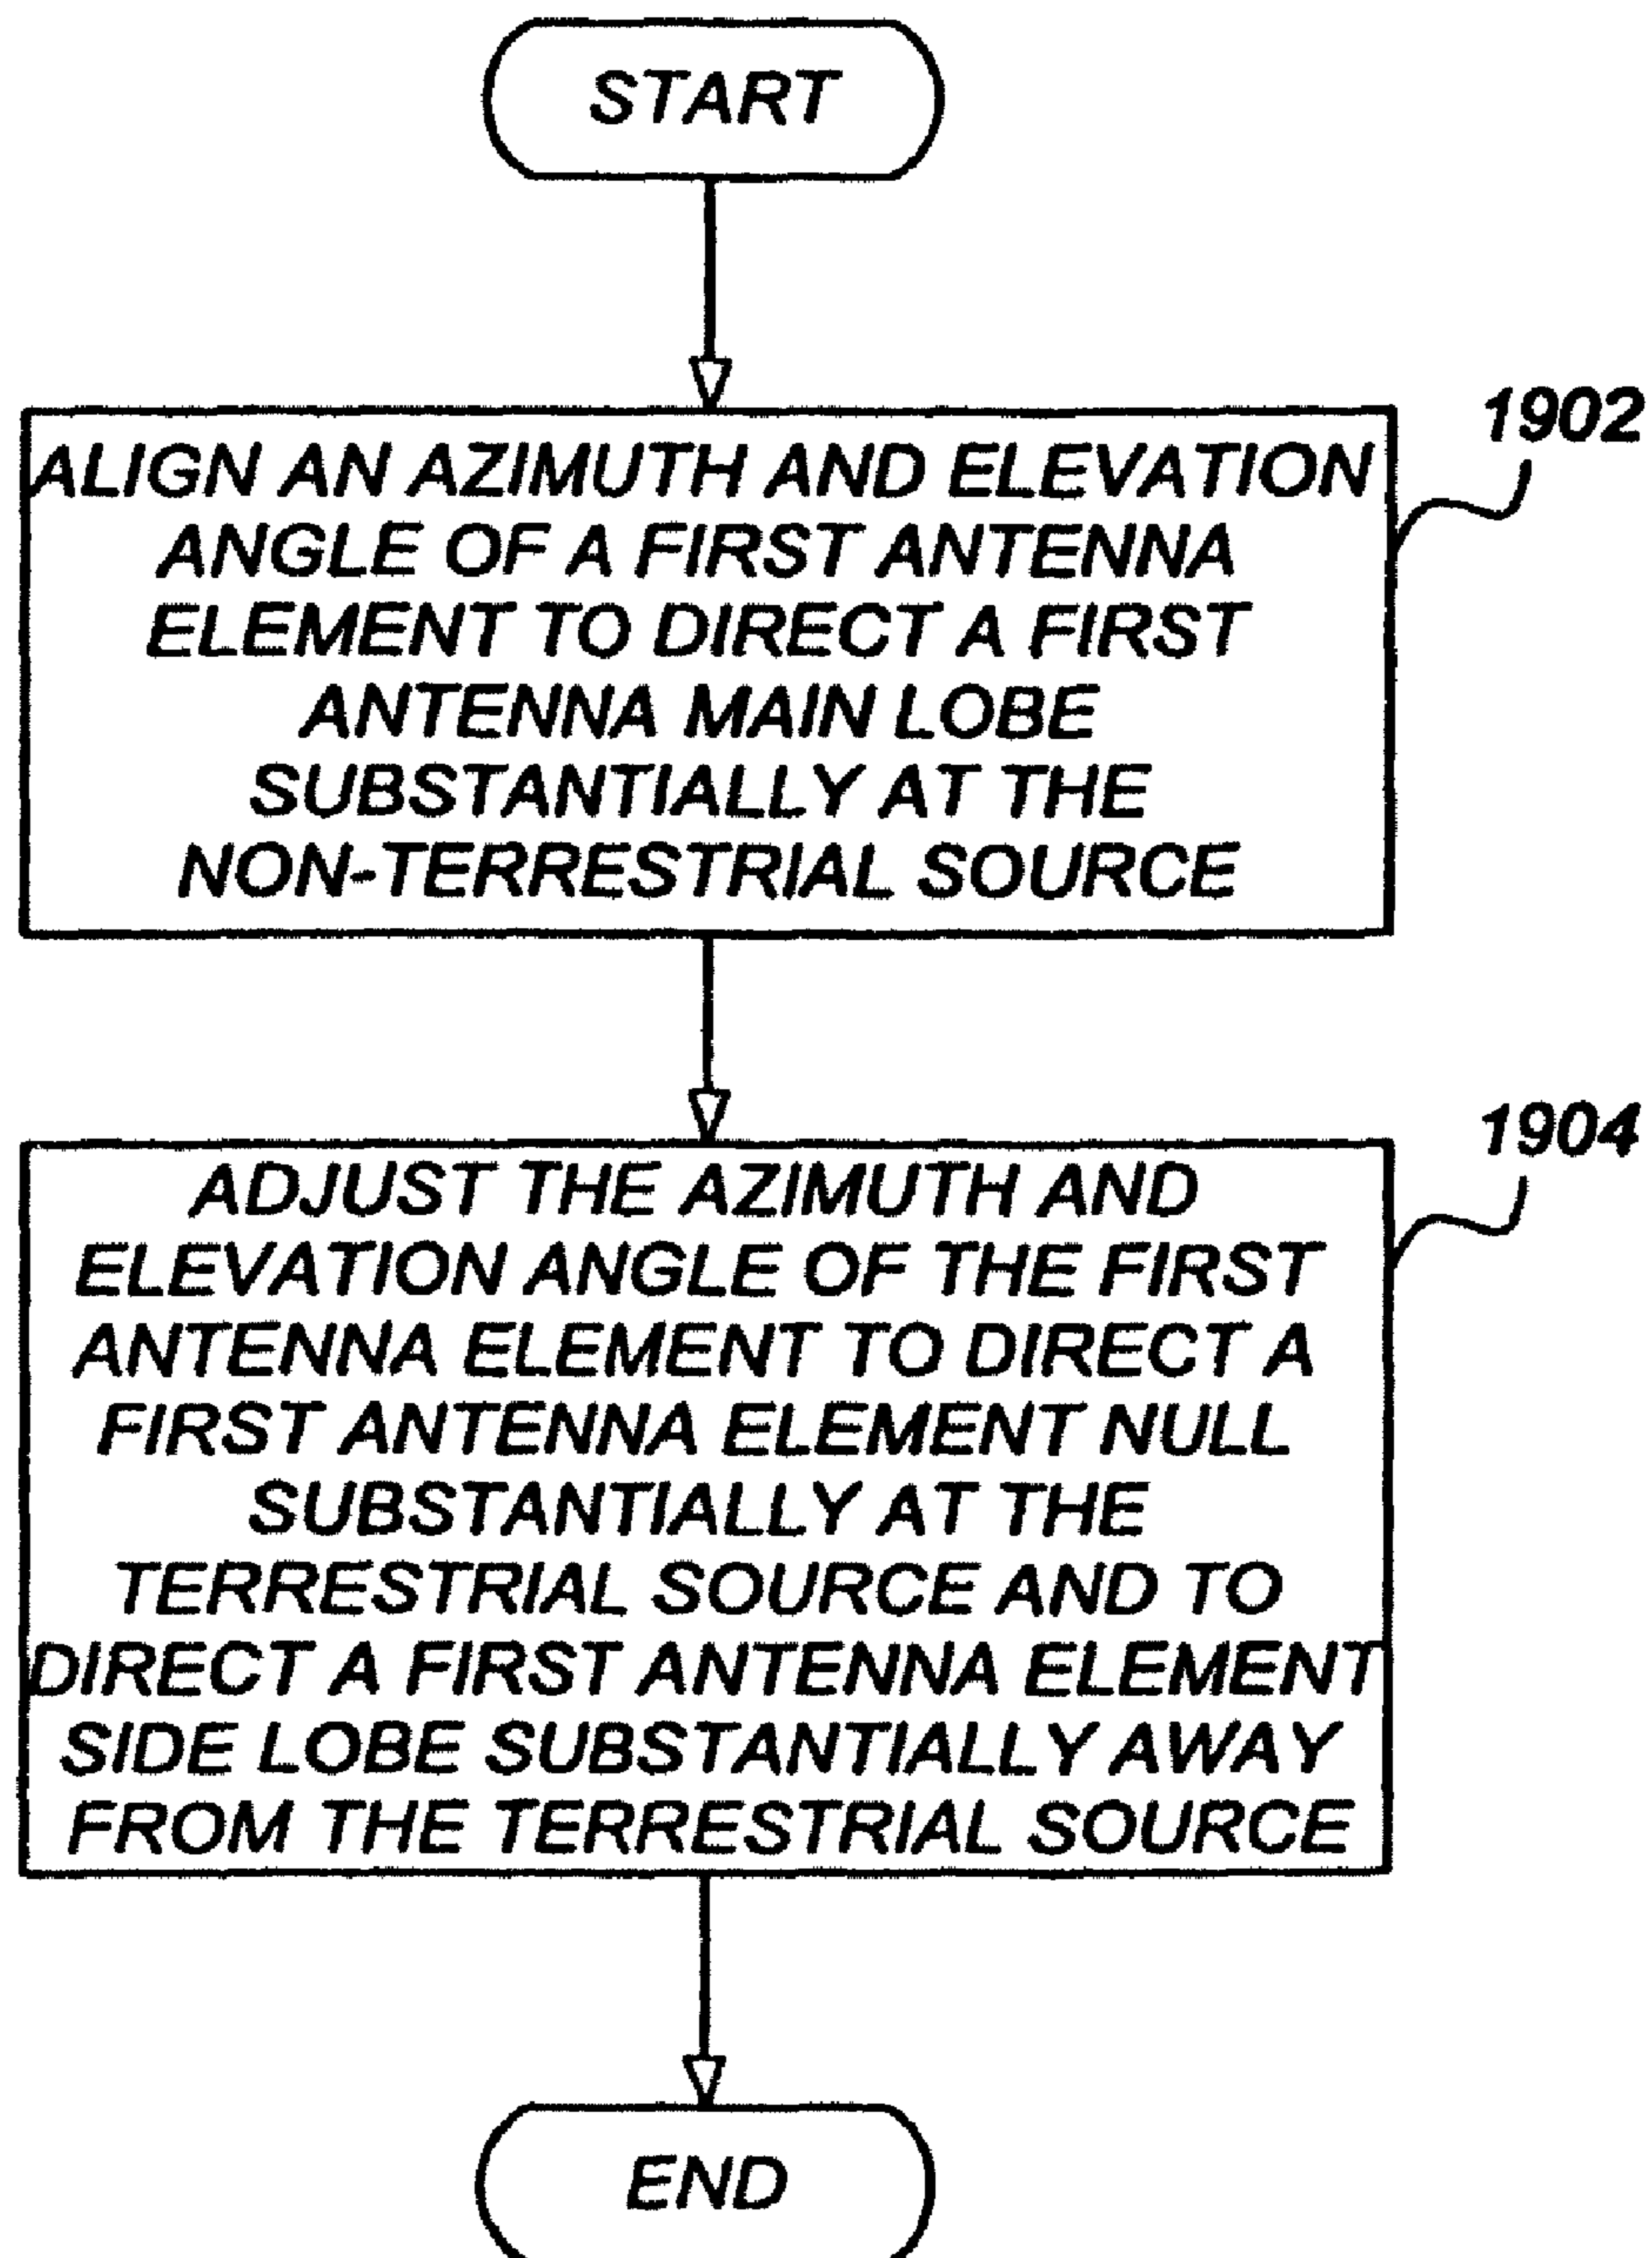 START
1902
ALIGN AN AZIMUTH AND ELEVATION
ANGLE OF A FIRST ANTENNA
ELEMENT TO DIRECT A FIRST
ANTENNA MAIN LOBE
SUBSTANTIALLY AT THE
NON-TERRESTRIAL SOURCE
1904
ADJUST THE AZIMUTH AND
ELEVATION ANGLE OF THE FIRST
ANTENNA ELEMENT TO DIRECT A
FIRST ANTENNA ELEMENT NULL
SUBSTANTIALLY AT THE
TERRESTRIAL SOURCE AND TO
DIRECT A FIRST ANTENNA ELEMENT
SIDE LOBE SUBSTANTIALLY AWAY
FROM THE TERRESTRIAL SOURCE
END